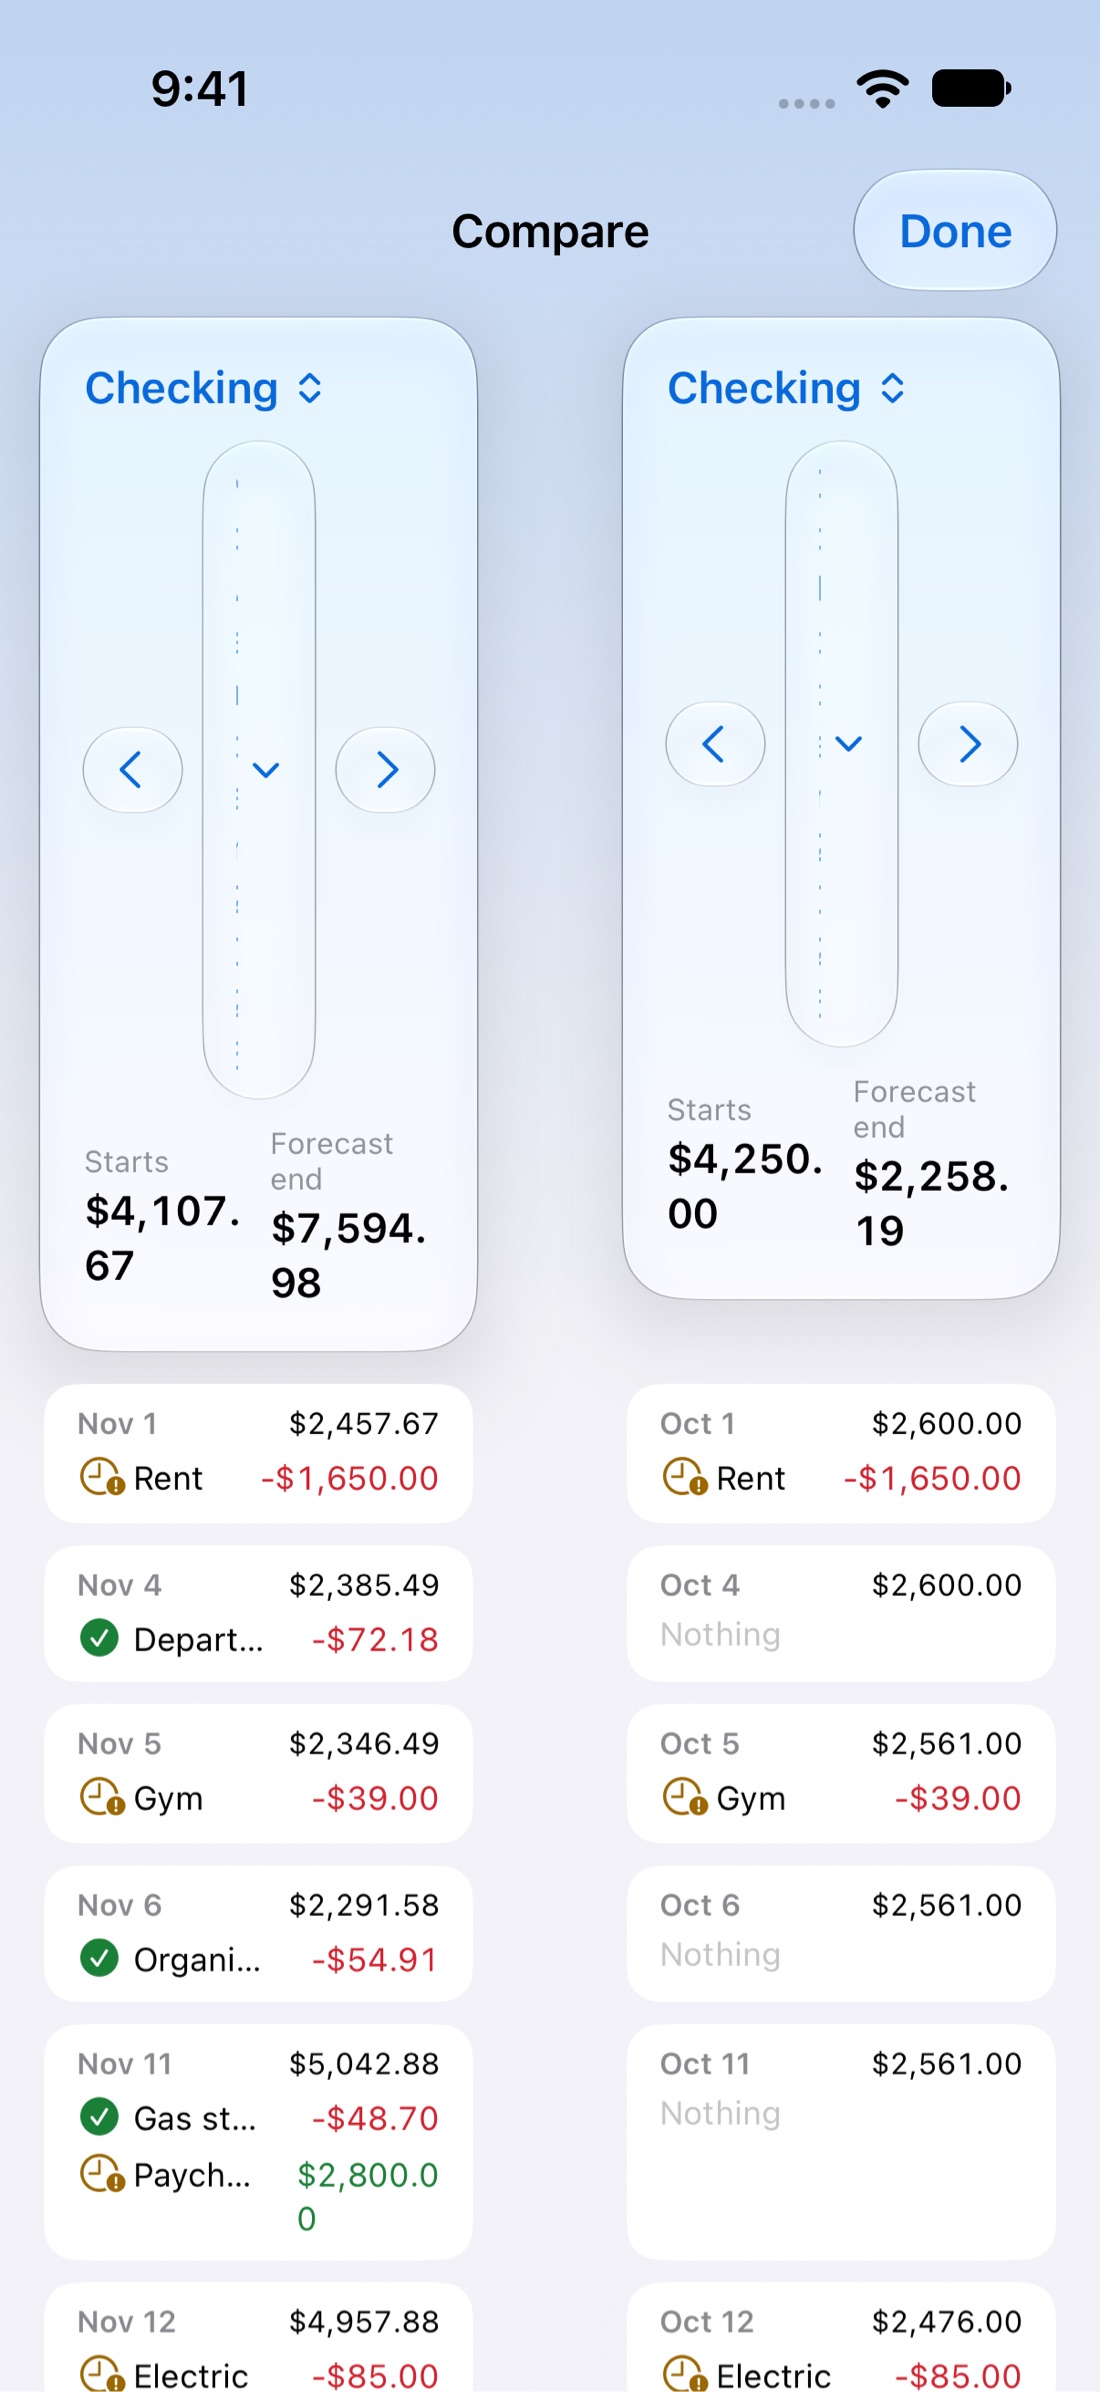 9:41
Compare
Done
Checking
Starts
$4,107.
67
Forecast
end
$7,594.
98
Checking
Starts
$4,250.
00
Forecast
end
$2,258.
19
Nov 1 $2,457.67
Rent -$1,650.00
Oct 1 $2,600.00
Rent -$1,650.00
Nov 4 $2,385.49
Depart... -$72.18
Oct 4 $2,600.00
Nothing
Nov 5 $2,346.49
Gym -$39.00
Oct 5 $2,561.00
Gym -$39.00
Nov 6 $2,291.58
Organi... -$54.91
Oct 6 $2,561.00
Nothing
Nov 11 $5,042.88
Gas st... -$48.70
Paych... $2,800.0
0
Oct 11 $2,561.00
Nothing
Nov 12 $4,957.88
Electric -$85.00
Oct 12 $2,476.00
Electric -$85.00